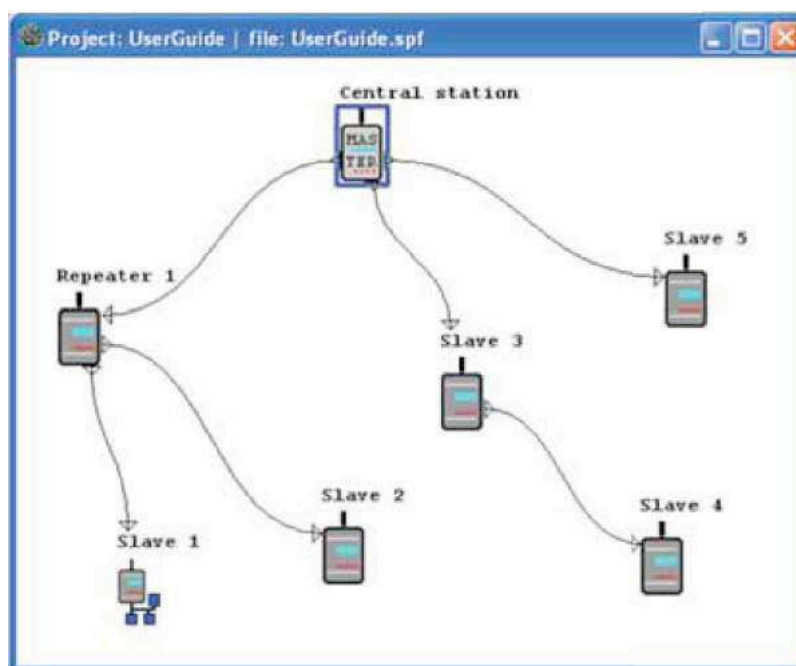 Project: UserGuide | file: UserGuide.spf
Central station
MAS
TER
Slave 5
Repeater 1
Slave 3
Slave 2
Slave 4
Slave 1